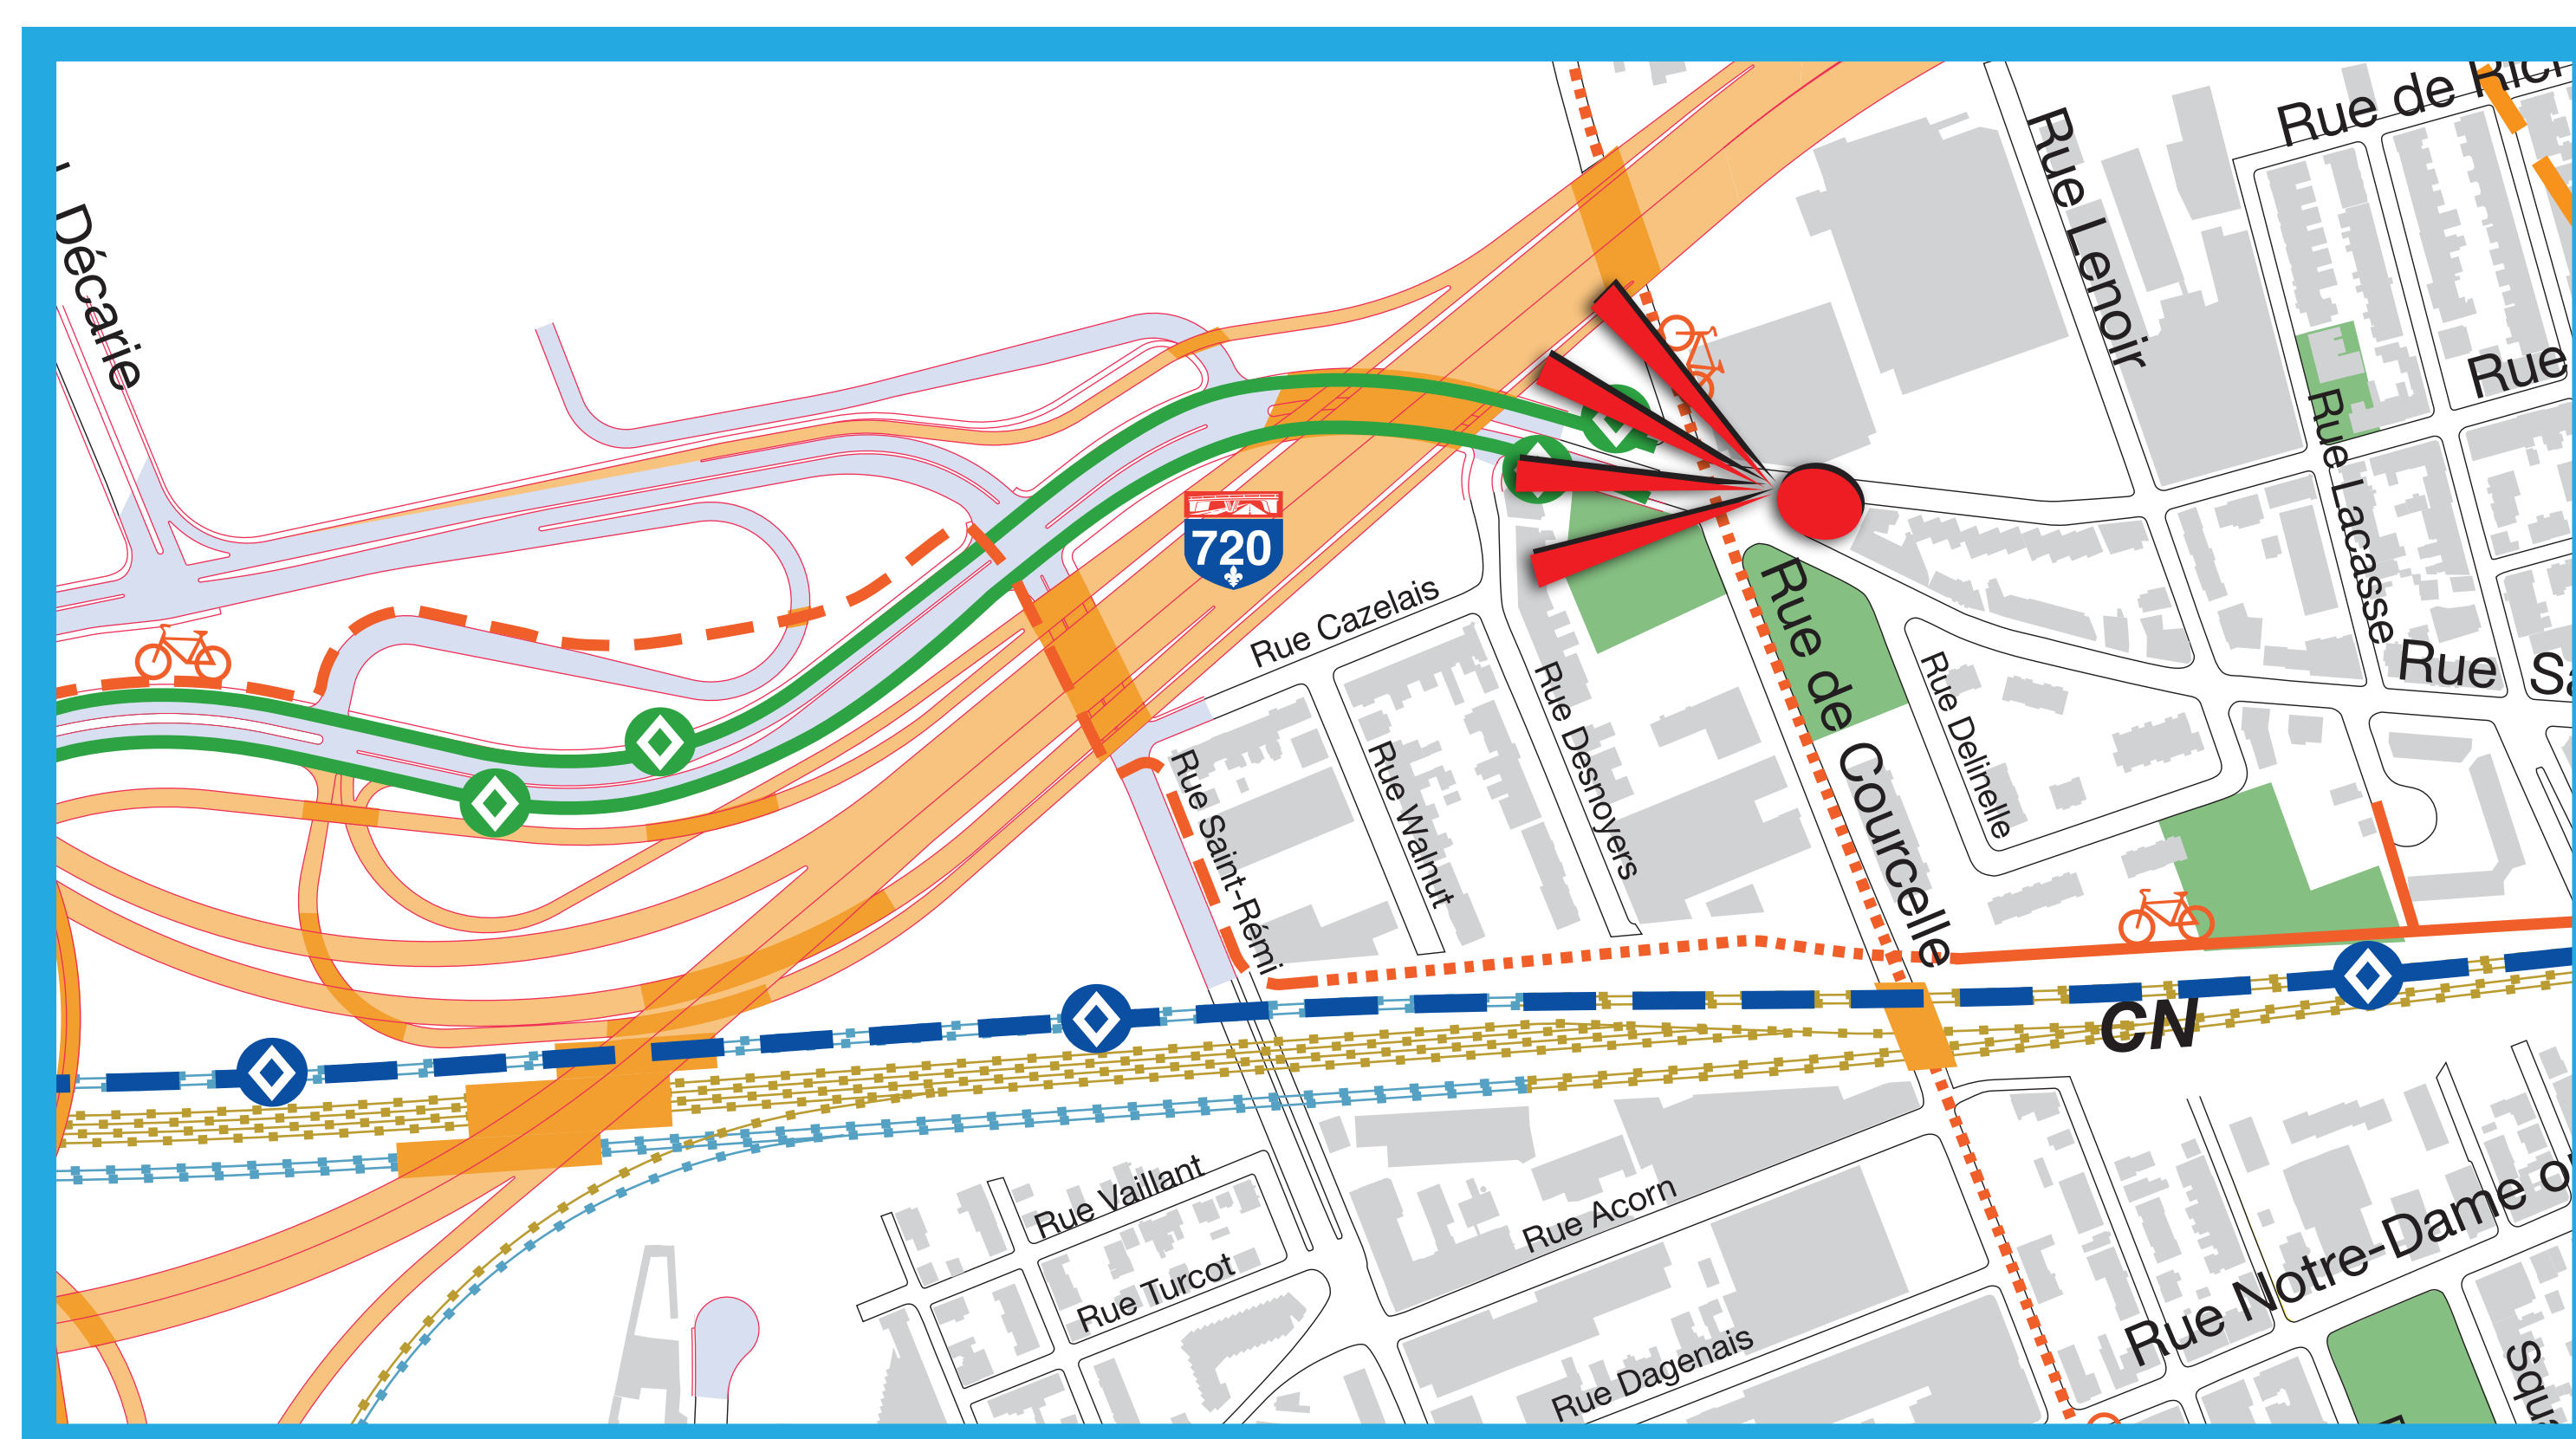 Décarie
Rue de
Rue Lenoir
Rue
Rue Lacasse
720
Rue Cazelais
Rue de Courcelle
Rue Delinelle
Rue
Rue Desnoyers
Rue Walnut
Rue Saint-Rémi
CN
Rue Vaillant
Rue Acorn
Rue Turcot
Rue Notre-Dame
Rue Dagenais